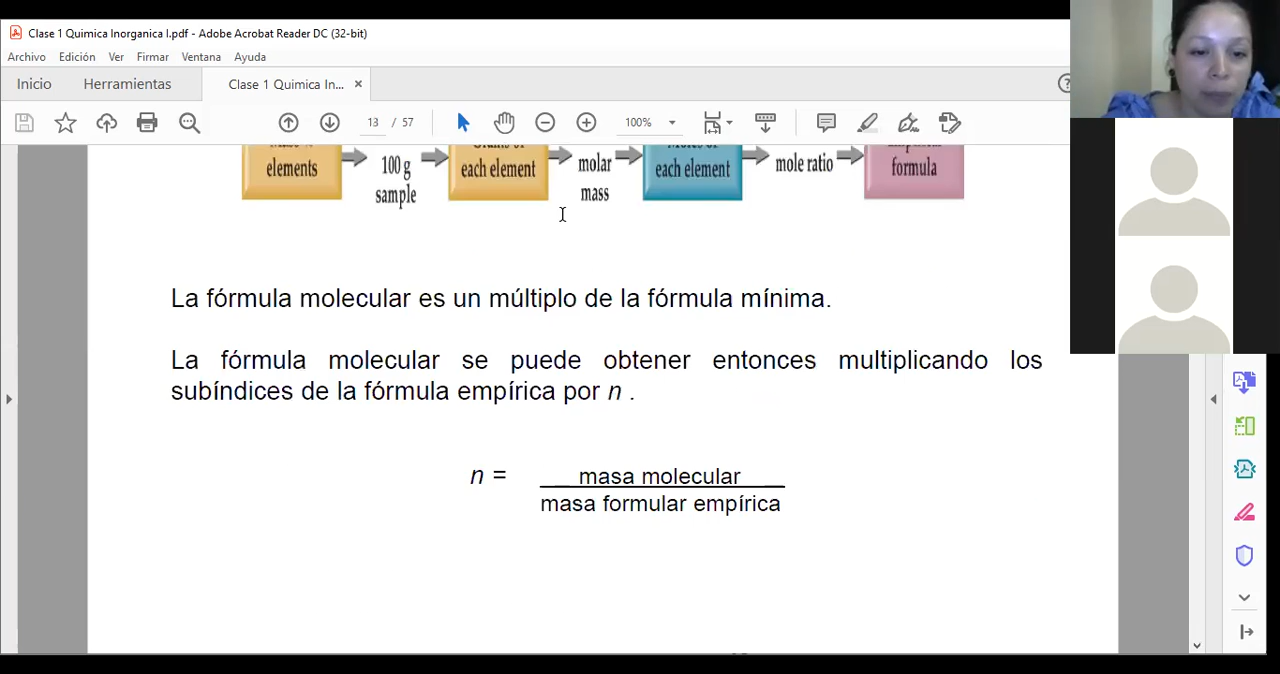 Clase 1 Quimica Inorganica I.pdf - Adobe Acrobat Reader DC (32-bit)
Archivo Edición Ver Firmar Ventana Ayuda
Inicio Herramientas Clase 1 Quimica In... ×
13 / 57 100%
elements 100 g sample each element molar mass each element mole ratio formula
La fórmula molecular es un múltiplo de la fórmula mínima.
La fórmula molecular se puede obtener entonces multiplicando los
subíndices de la fórmula empírica por n .
n = masa molecular
masa formular empírica